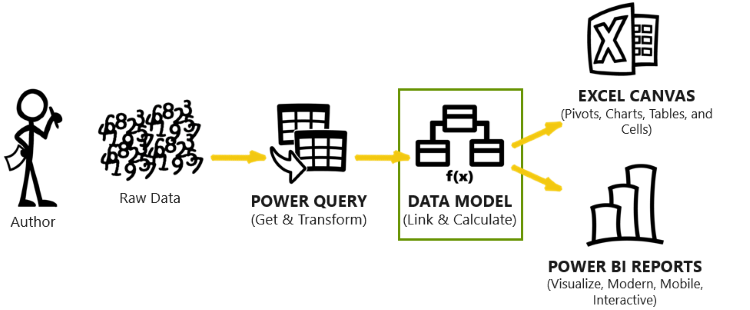 Author
Raw Data
4682541937
POWER QUERY
(Get & Transform)
f(x)
DATA MODEL
(Link & Calculate)
X
EXCEL CANVAS
(Pivots, Charts, Tables, and
Cells)
POWER BI REPORTS
(Visualize, Modern, Mobile,
Interactive)